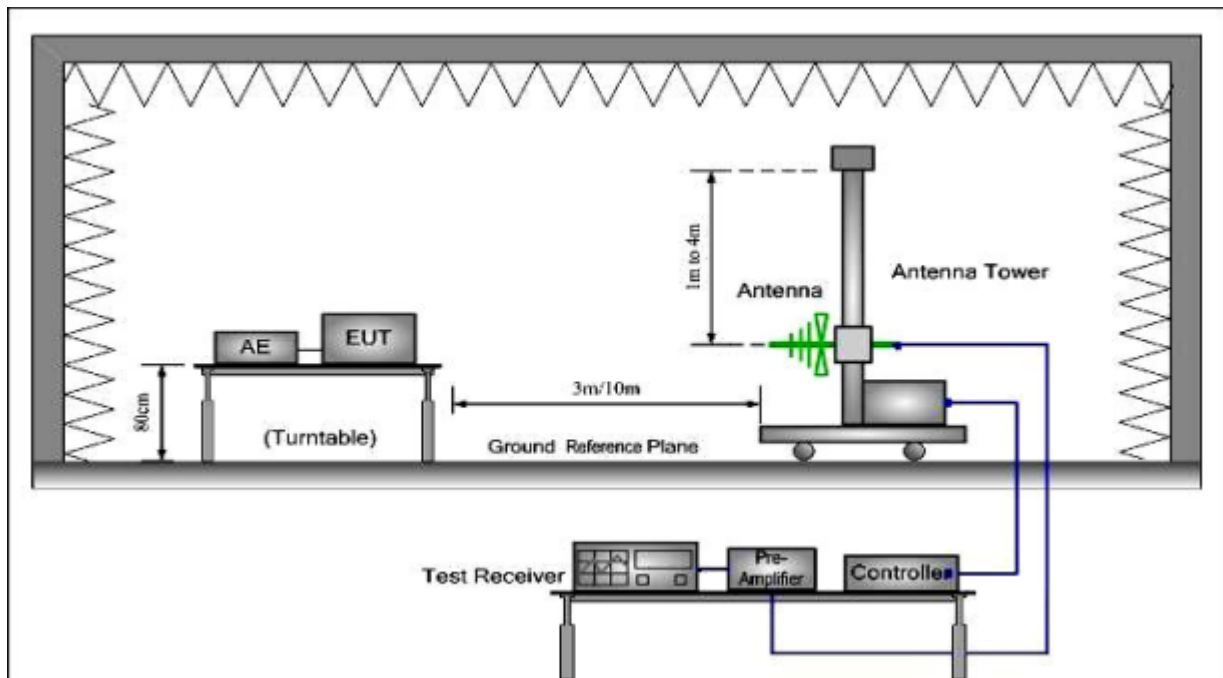 1m to 4m
Antenna Tower
Antenna
AE
EUT
80cm
3m/10m
(Turntable)
Ground Reference Plane
Test Receiver
Pre-
Amplifier
Controller